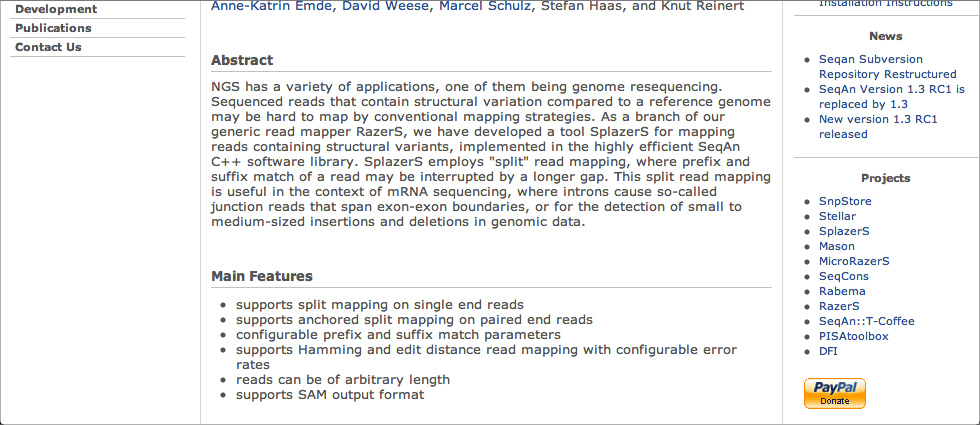 Development
Publications
Contact Us
Anne-Katrin Emde, David Weese, Marcel Schulz, Stefan Haas, and Knut Reinert
Abstract
NGS has a variety of applications, one of them being genome resequencing.
Sequenced reads that contain structural variation compared to a reference genome
may be hard to map by conventional mapping strategies. As a branch of our
generic read mapper RazerS, we have developed a tool SplazerS for mapping
reads containing structural variants, implemented in the highly efficient SeqAn
C++ software library. SplazerS employs "split" read mapping, where prefix and
suffix match of a read may be interrupted by a longer gap. This split read mapping
is useful in the context of mRNA sequencing, where introns cause so-called
junction reads that span exon-exon boundaries, or for the detection of small to
medium-sized insertions and deletions in genomic data.
Main Features
supports split mapping on single end reads
supports anchored split mapping on paired end reads
configurable prefix and suffix match parameters
supports Hamming and edit distance read mapping with configurable error
rates
reads can be of arbitrary length
supports SAM output format
Installation Instructions
News
Seqan Subversion
Repository Restructured
SeqAn Version 1.3 RC1 is
replaced by 1.3
New version 1.3 RC1
released
Projects
SnpStore
Stellar
SplazerS
Mason
MicroRazerS
SeqCons
Rabema
RazerS
SeqAn::T-Coffee
PISAtoolbox
DFI
PayPal
Donate